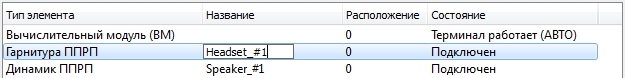 Тип элемента Название Расположение Состояние
Вычислительный модуль (ВМ) 0 Терминал работает (АВТО)
Гарнитура ППРП Headset_#1 0 Подключен
Динамик ППРП Speaker_#1 0 Подключен